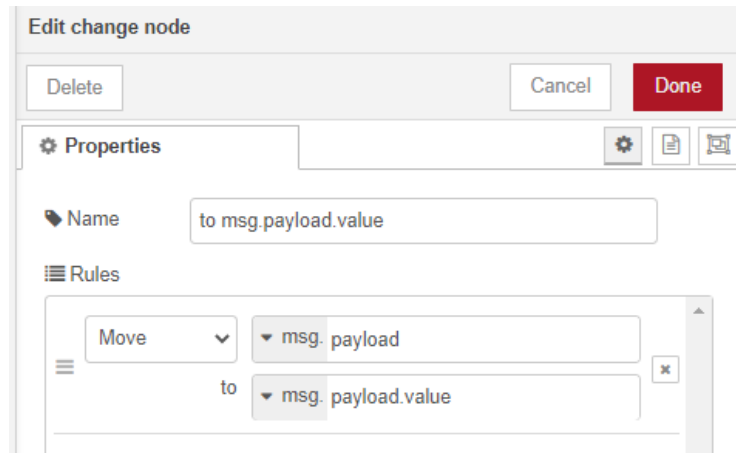 Edit change node
Delete Cancel Done
Properties
Name to msg.payload.value
Rules
Move msg. payload
to msg. payload.value